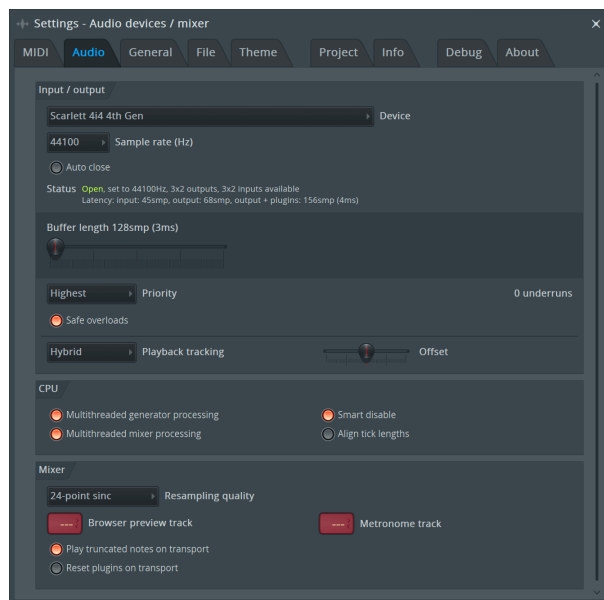 Settings - Audio devices / mixer
MIDI Audio General File Theme Project Info Debug About
Input / output
Scarlett 4i4 4th Gen Device
44100 Sample rate (Hz)
Auto close
Status Open, set to 44100Hz, 3x2 outputs, 3x2 inputs available
Latency: input: 45smp, output: 68smp, output + plugins: 156smp (4ms)
Buffer length 128smp (3ms)
Highest Priority 0 underruns
Safe overloads
Hybrid Playback tracking Offset
CPU
Multithreaded generator processing Smart disable
Multithreaded mixer processing Align tick lengths
Mixer
24-point sinc Resampling quality
--- Browser preview track --- Metronome track
Play truncated notes on transport
Reset plugins on transport